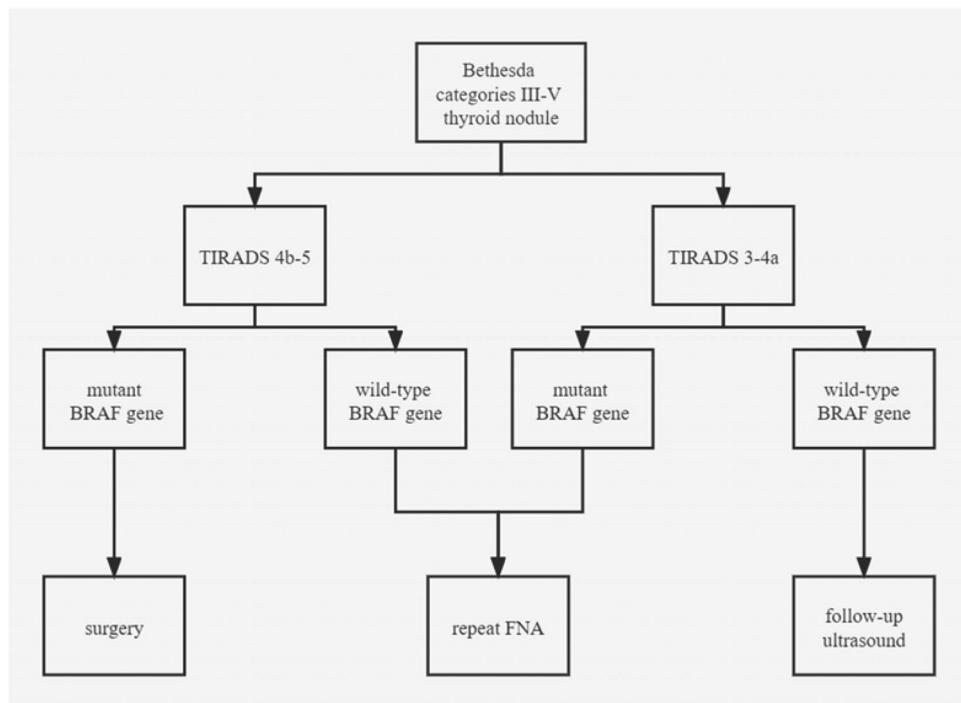 Bethesda
categories III-V
thyroid nodule
TIRADS 4b-5
TIRADS 3-4a
mutant
BRAF gene
wild-type
BRAF gene
mutant
BRAF gene
wild-type
BRAF gene
surgery
repeat FNA
follow-up
ultrasound